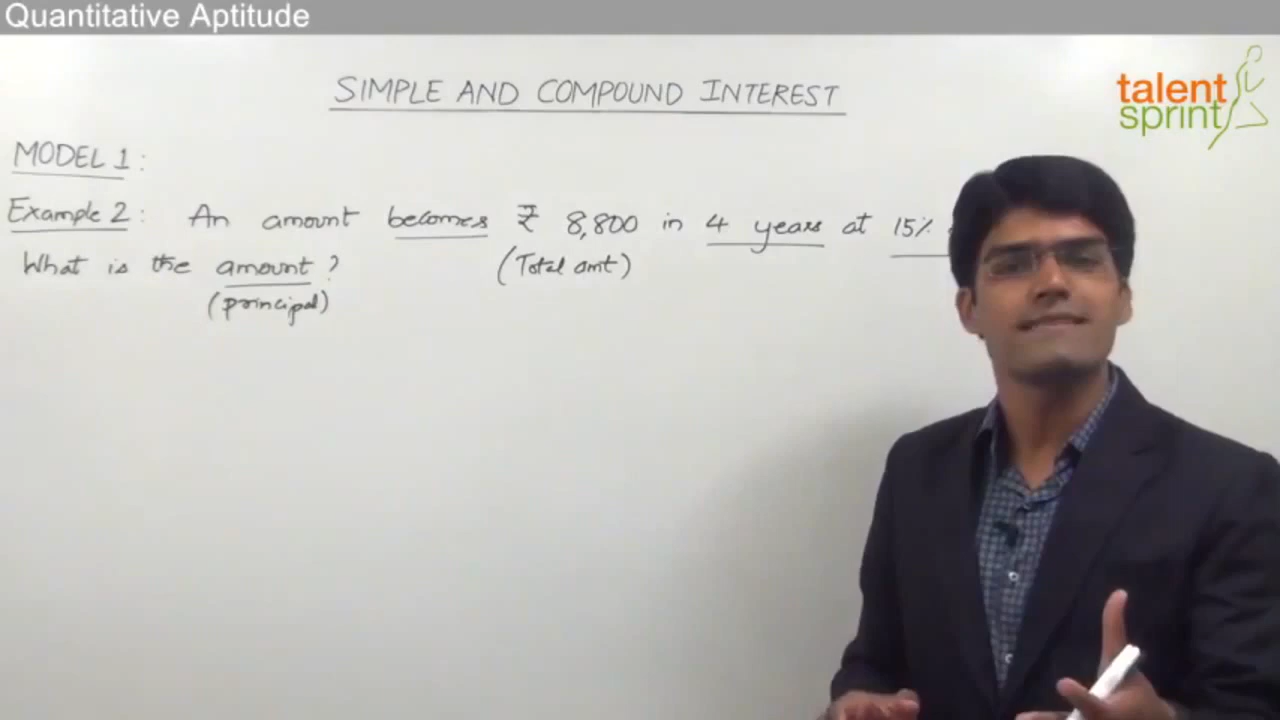 Quantitative Aptitude
talent
sprint
SIMPLE AND COMPOUND INTEREST
MODEL 1:
Example 2: An amount becomes ₹ 8,800 in 4 years at 15%
(Total amt)
What is the amount?
(principal)